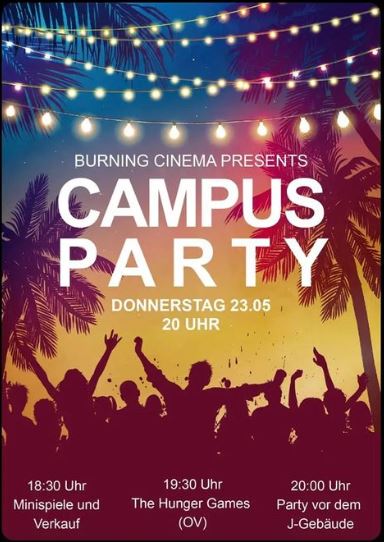 BURNING CINEMA PRESENTS
CAMPUS
PARTY
DONNERSTAG 23.05
20 UHR
18:30 Uhr
Minispiele und
Verkauf
19:30 Uhr
The Hunger Games
(OV)
20:00 Uhr
Party vor dem
J-Gebäude